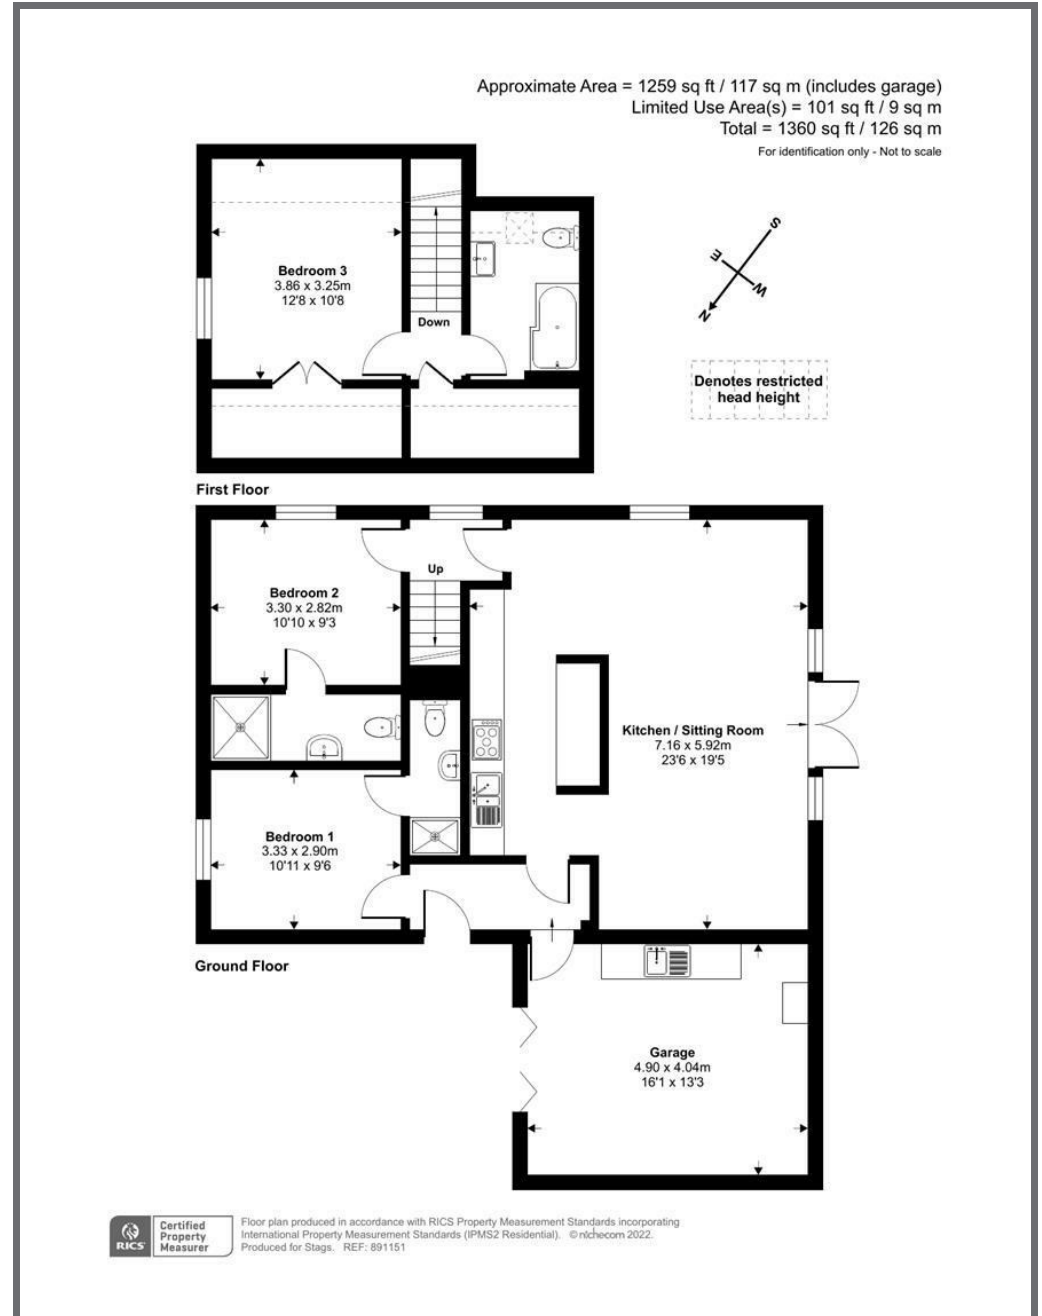 Approximate Area = 1259 sq ft / 117 sq m (includes garage)
Limited Use Area(s) = 101 sq ft / 9 sq m
Total = 1360 sq ft / 126 sq m
For identification only - Not to scale
Bedroom 3
3.86 x 3.25m
12'8 x 10'8
Down
S
E
W
N
Denotes restricted
head height
First Floor
Bedroom 2
3.30 x 2.82m
10'10 x 9'3
Up
Kitchen / Sitting Room
7.16 x 5.92m
23'6 x 19'5
Bedroom 1
3.33 x 2.90m
10'11 x 9'6
Ground Floor
Garage
4.90 x 4.04m
16'1 x 13'3
RICS
Certified
Property
Measurer
Floor plan produced in accordance with RICS Property Measurement Standards incorporating
International Property Measurement Standards (IPMS2 Residential). © nichecom 2022.
Produced for Stags. REF: 891151